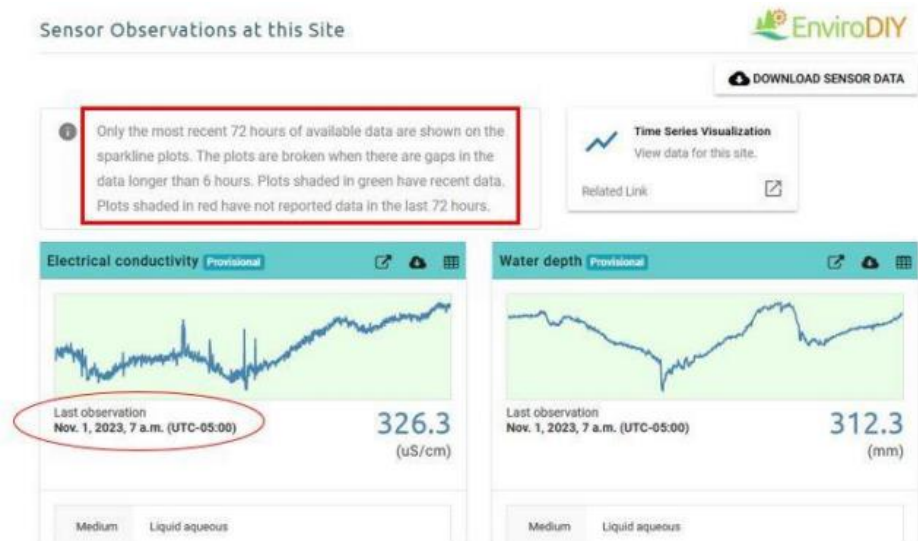 Sensor Observations at this Site
EnviroDIY
DOWNLOAD SENSOR DATA
Only the most recent 72 hours of available data are shown on the
sparkline plots. The plots are broken when there are gaps in the
data longer than 6 hours. Plots shaded in green have recent data.
Plots shaded in red have not reported data in the last 72 hours.
Time Series Visualization
View data for this site.
Related Link
Electrical conductivity Provisional
Last observation
Nov. 1, 2023, 7 a.m. (UTC-05:00)
326.3
(uS/cm)
Medium Liquid aqueous
Water depth Provisional
Last observation
Nov. 1, 2023, 7 a.m. (UTC-05:00)
312.3
(mm)
Medium Liquid aqueous